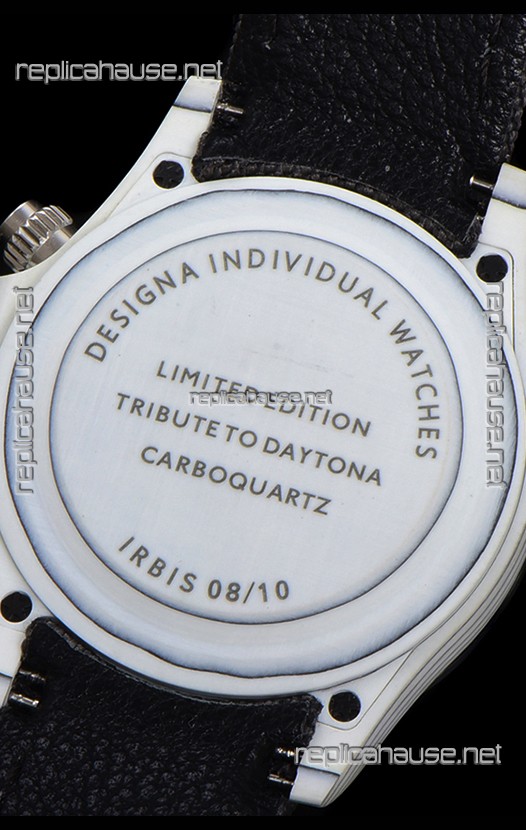 replicahause.net
DESIGNA INDIVIDUAL WATCHES
replicahause.net
replicahause.net
LIMITED EDITION
replicahause.net
TRIBUTE TO DAYTONA
CARBOQUARTZ
IRBIS 08/10
replicahause.net